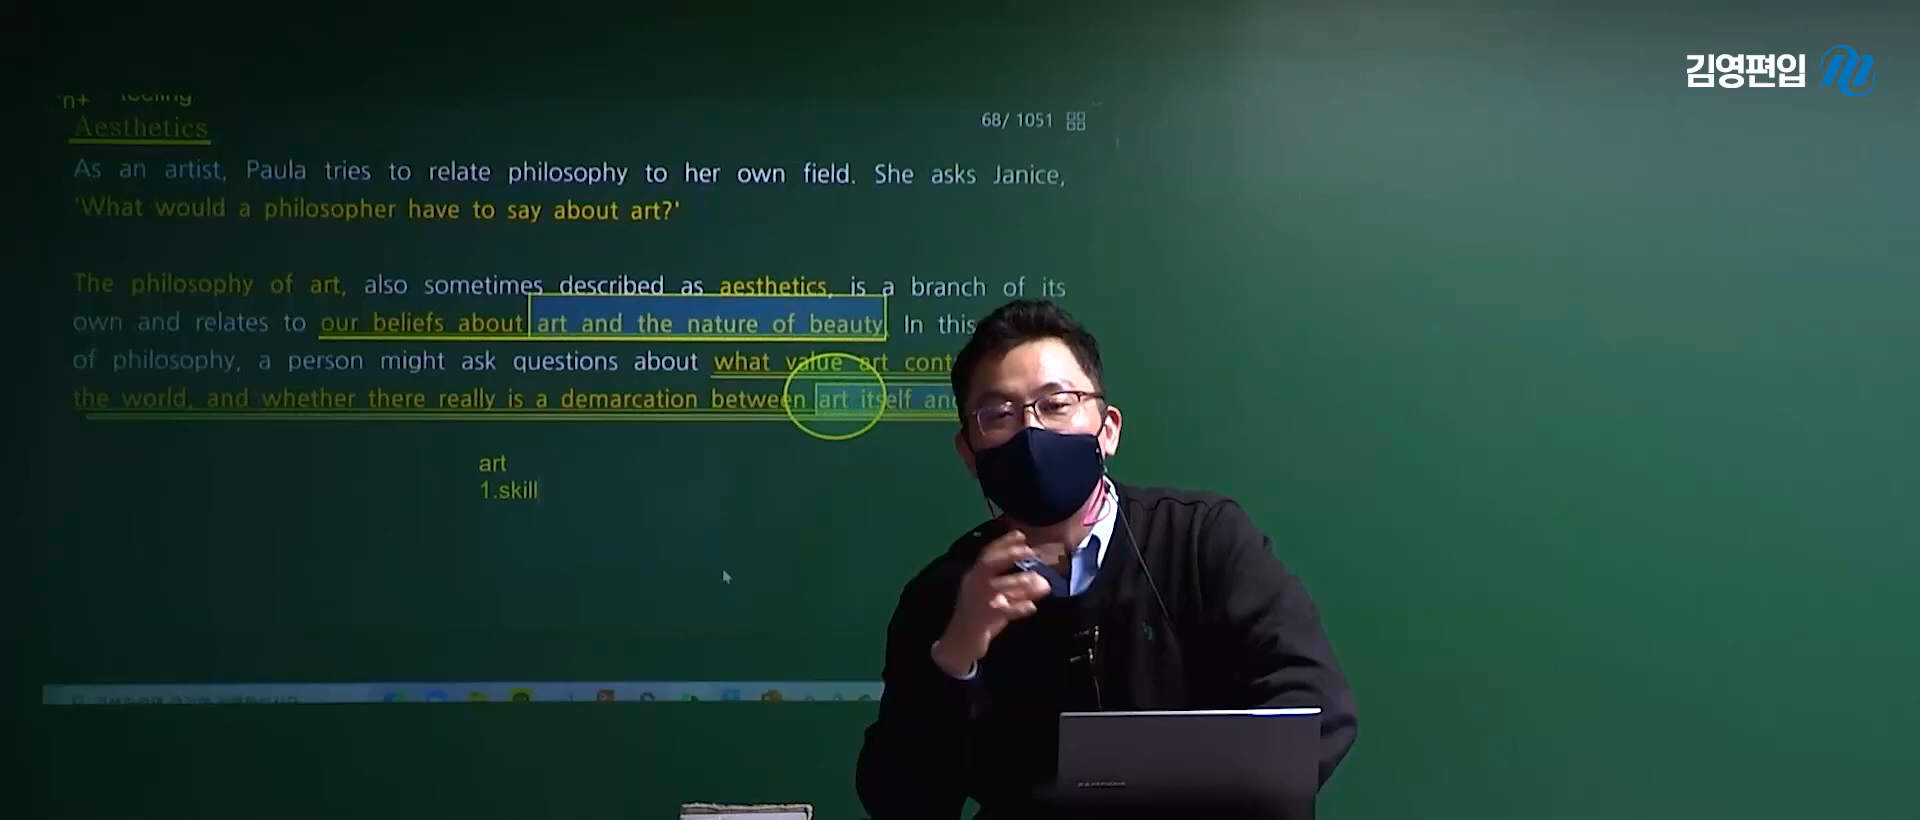 김영편입
n+ feeling
Aesthetics
68/ 1051
As an artist, Paula tries to relate philosophy to her own field. She asks Janice,
'What would a philosopher have to say about art?'
The philosophy of art, also sometimes described as aesthetics, is a branch of its
own and relates to our beliefs about art and the nature of beauty. In this
of philosophy, a person might ask questions about what value art
the world, and whether there really is a demarcation between art itself
art
1.skill
SAMSUNG